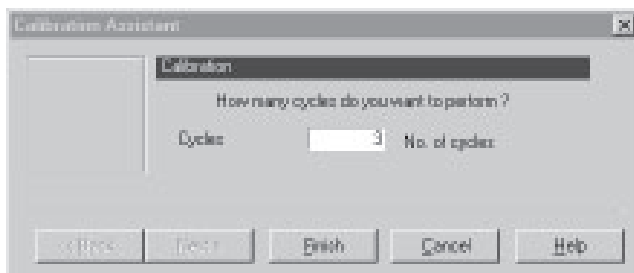 Calibration Assistant
Calibration
How many cycles do you want to perform ?
Cycles 3 No. of cycles
<< Back Next > Finish Cancel Help